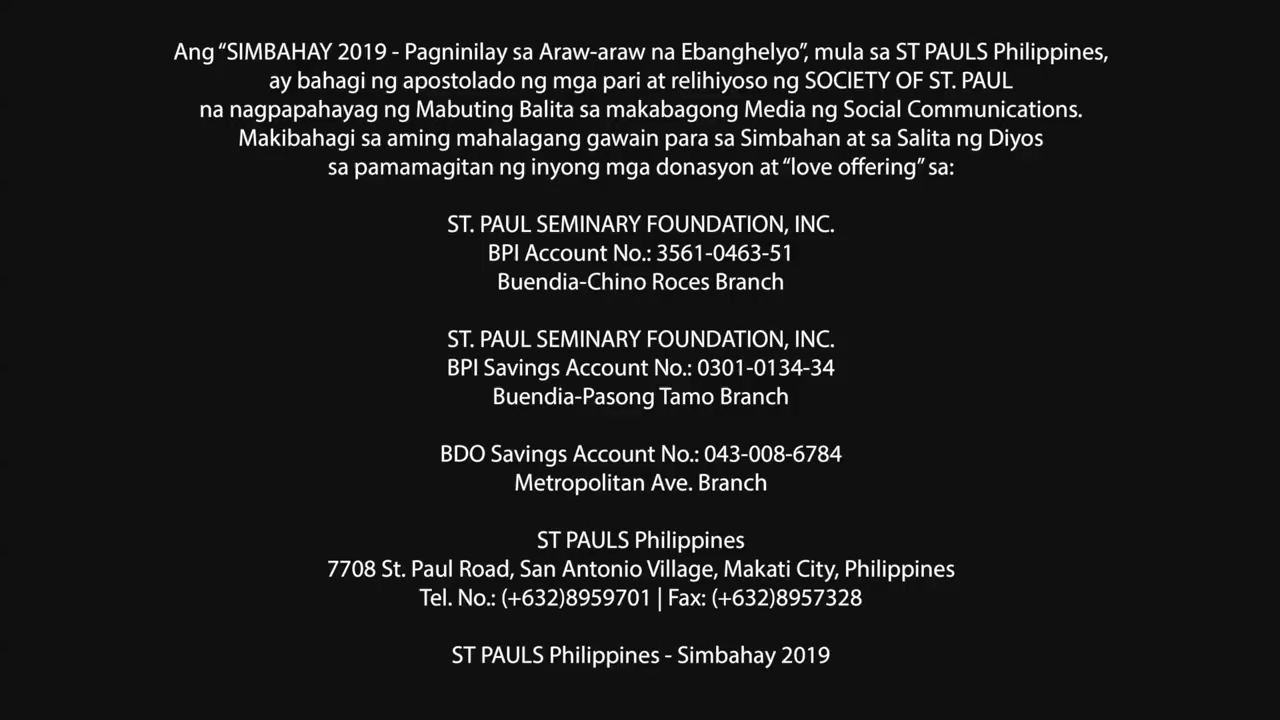 Ang “SIMBAHAY 2019 - Pagninilay sa Araw-araw na Ebanghelyo”, mula sa ST PAULS Philippines,
ay bahagi ng apostolado ng mga pari at relihiyoso ng SOCIETY OF ST. PAUL
na nagpapahayag ng Mabuting Balita sa makabagong Media ng Social Communications.
Makibahagi sa aming mahalagang gawain para sa Simbahan at sa Salita ng Diyos
sa pamamagitan ng inyong mga donasyon at “love offering” sa:
ST. PAUL SEMINARY FOUNDATION, INC.
BPI Account No.: 3561-0463-51
Buendia-Chino Roces Branch
ST. PAUL SEMINARY FOUNDATION, INC.
BPI Savings Account No.: 0301-0134-34
Buendia-Pasong Tamo Branch
BDO Savings Account No.: 043-008-6784
Metropolitan Ave. Branch
ST PAULS Philippines
7708 St. Paul Road, San Antonio Village, Makati City, Philippines
Tel. No.: (+632)8959701 | Fax: (+632)8957328
ST PAULS Philippines - Simbahay 2019